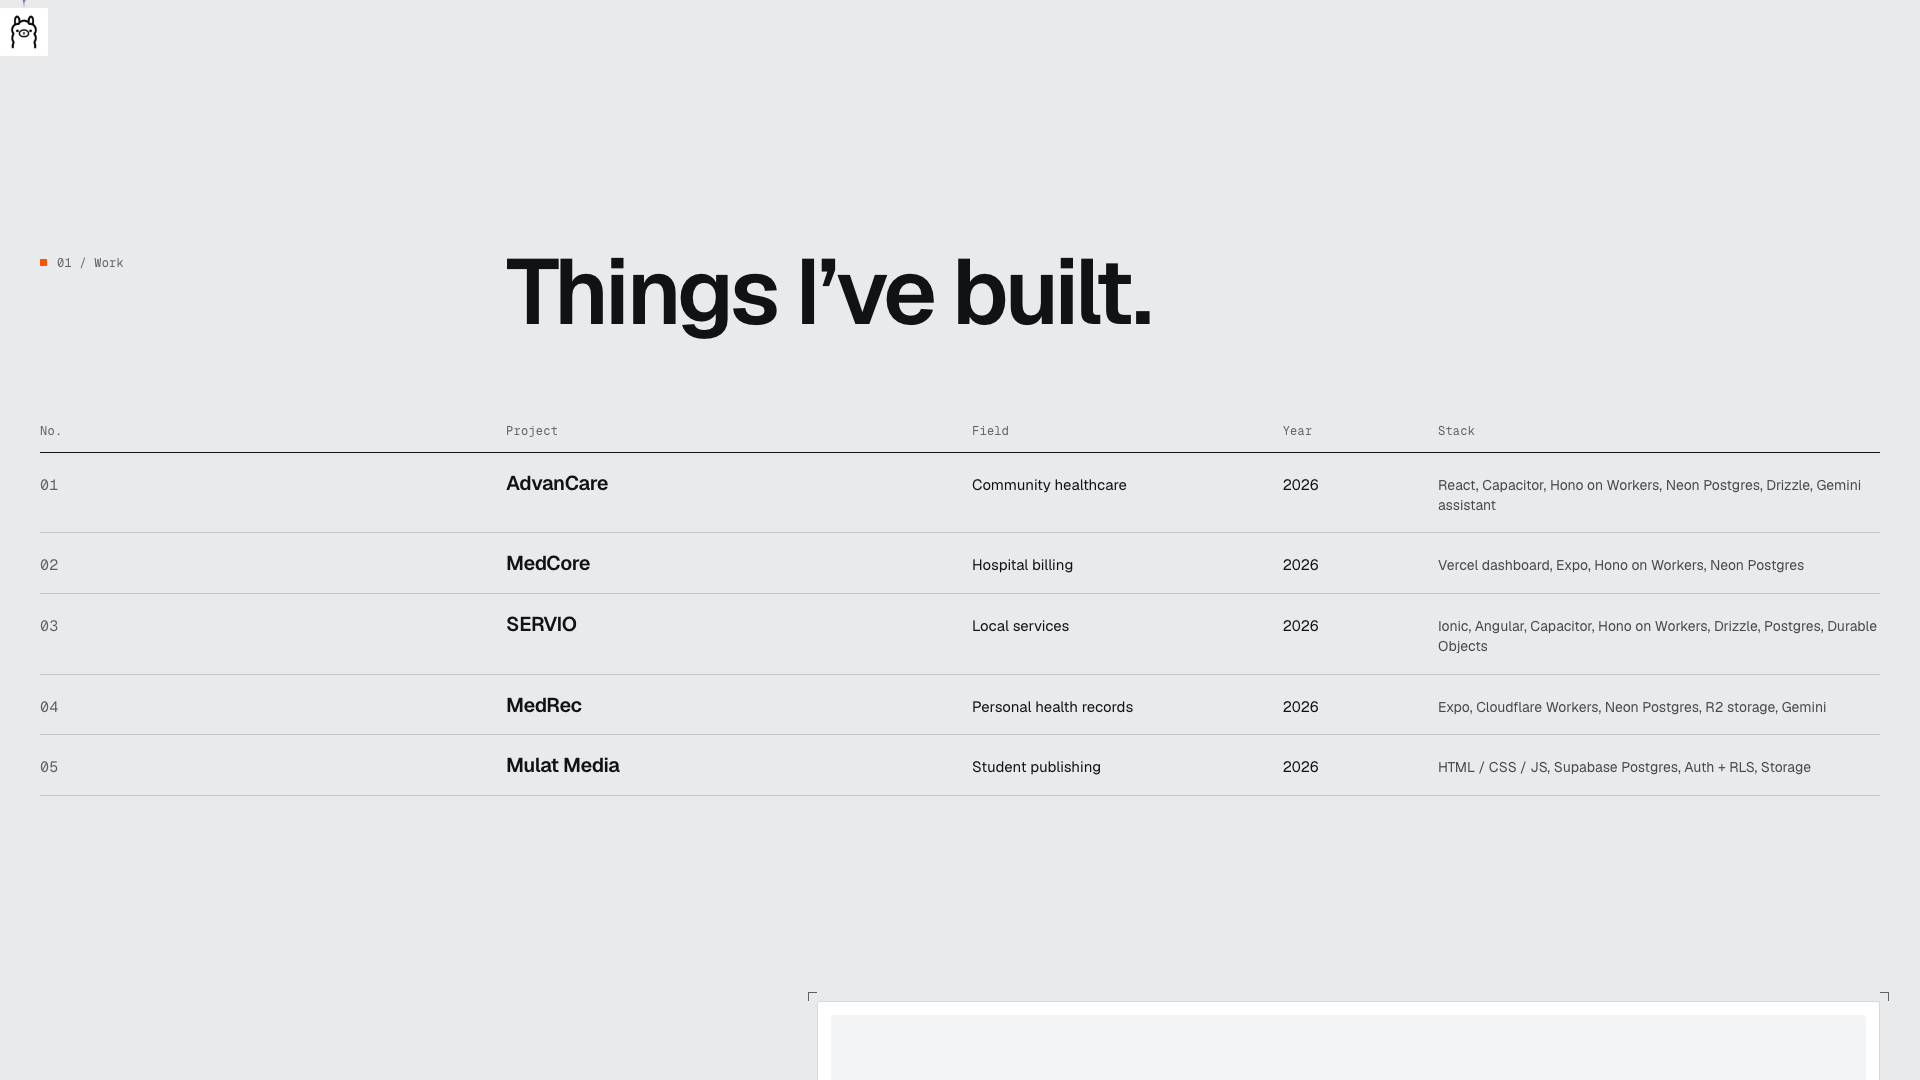 01 / Work
Things I’ve built.
No. Project Field Year Stack
01 AdvanCare Community healthcare 2026 React, Capacitor, Hono on Workers, Neon Postgres, Drizzle, Gemini
assistant
02 MedCore Hospital billing 2026 Vercel dashboard, Expo, Hono on Workers, Neon Postgres
03 SERVIO Local services 2026 Ionic, Angular, Capacitor, Hono on Workers, Drizzle, Postgres, Durable
Objects
04 MedRec Personal health records 2026 Expo, Cloudflare Workers, Neon Postgres, R2 storage, Gemini
05 Mulat Media Student publishing 2026 HTML / CSS / JS, Supabase Postgres, Auth + RLS, Storage